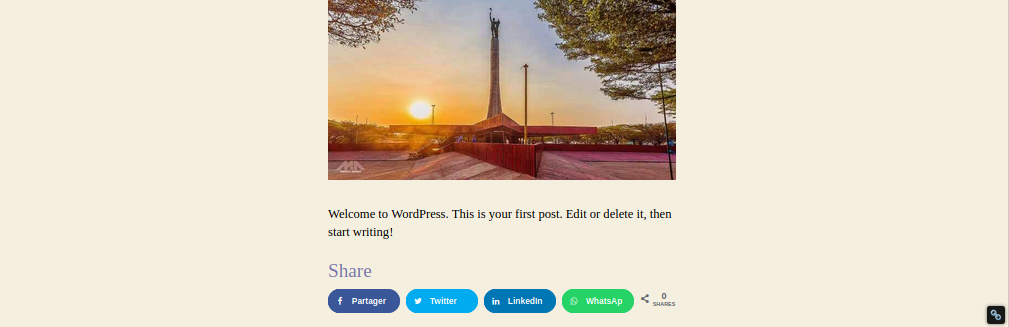 Welcome to WordPress. This is your first post. Edit or delete it, then
start writing!
Share
Partager
Twitter
LinkedIn
WhatsAp
0
SHARES